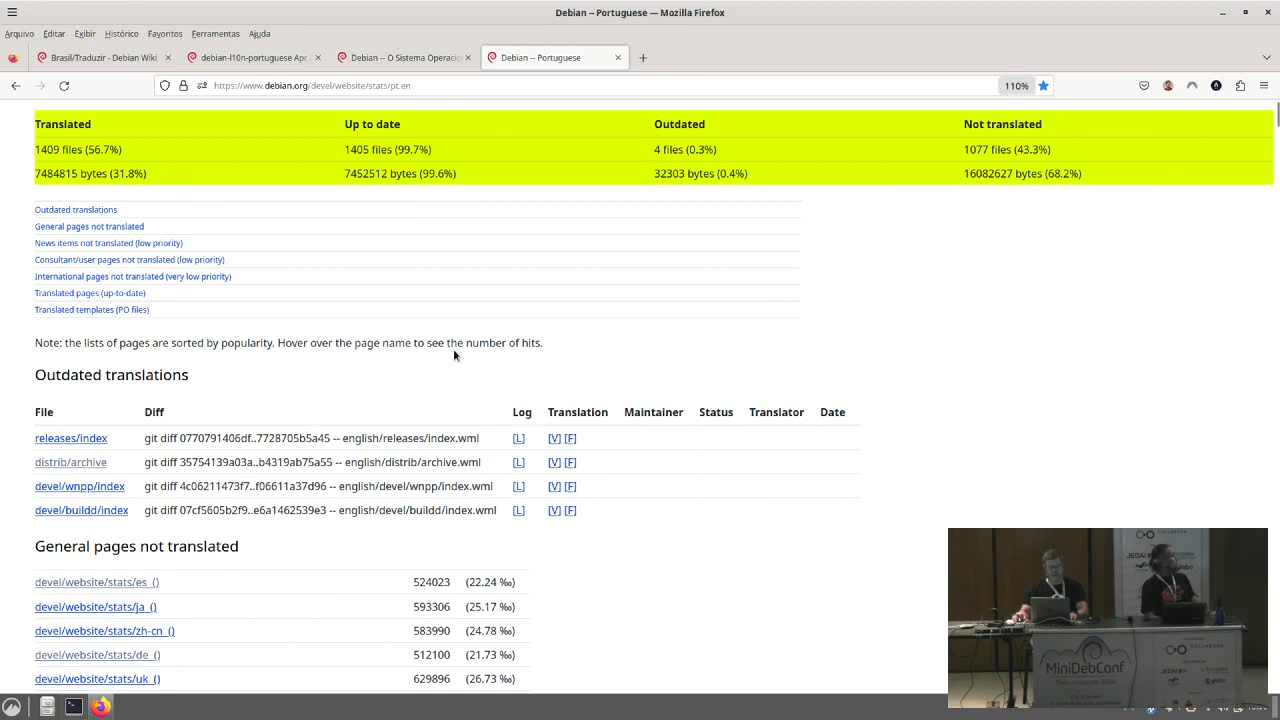 Debian -- Portuguese — Mozilla Firefox
Arquivo Editar Exibir Histórico Favoritos Ferramentas Ajuda
Brasil/Traduzir - Debian Wiki
debian-l10n-portuguese Apr
Debian -- O Sistema Operacio
Debian -- Portuguese
https://www.debian.org/devel/website/stats/pt.en
110%
Translated Up to date Outdated Not translated
1409 files (56.7%) 1405 files (99.7%) 4 files (0.3%) 1077 files (43.3%)
7484815 bytes (31.8%) 7452512 bytes (99.6%) 32303 bytes (0.4%) 16082627 bytes (68.2%)
Outdated translations
General pages not translated
News items not translated (low priority)
Consultant/user pages not translated (low priority)
International pages not translated (very low priority)
Translated pages (up-to-date)
Translated templates (PO files)
Note: the lists of pages are sorted by popularity. Hover over the page name to see the number of hits.
Outdated translations
File Diff Log Translation Maintainer Status Translator Date
releases/index git diff 0770791406df..7728705b5a45 -- english/releases/index.wml [L] [V] [F]
distrib/archive git diff 35754139a03a..b4319ab75a55 -- english/distrib/archive.wml [L] [V] [F]
devel/wnpp/index git diff 4c06211473f7..f06611a37d96 -- english/devel/wnpp/index.wml [L] [V] [F]
devel/buildd/index git diff 07cf5605b2f9..e6a1462539e3 -- english/devel/buildd/index.wml [L] [V] [F]
General pages not translated
devel/website/stats/es_() 524023 (22.24 ‰)
devel/website/stats/ja_() 593306 (25.17 ‰)
devel/website/stats/zh-cn_() 583990 (24.78 ‰)
devel/website/stats/de_() 512100 (21.73 ‰)
devel/website/stats/uk_() 629896 (26.73 ‰)
JEDAI
MiniDebConf
COLLABORA